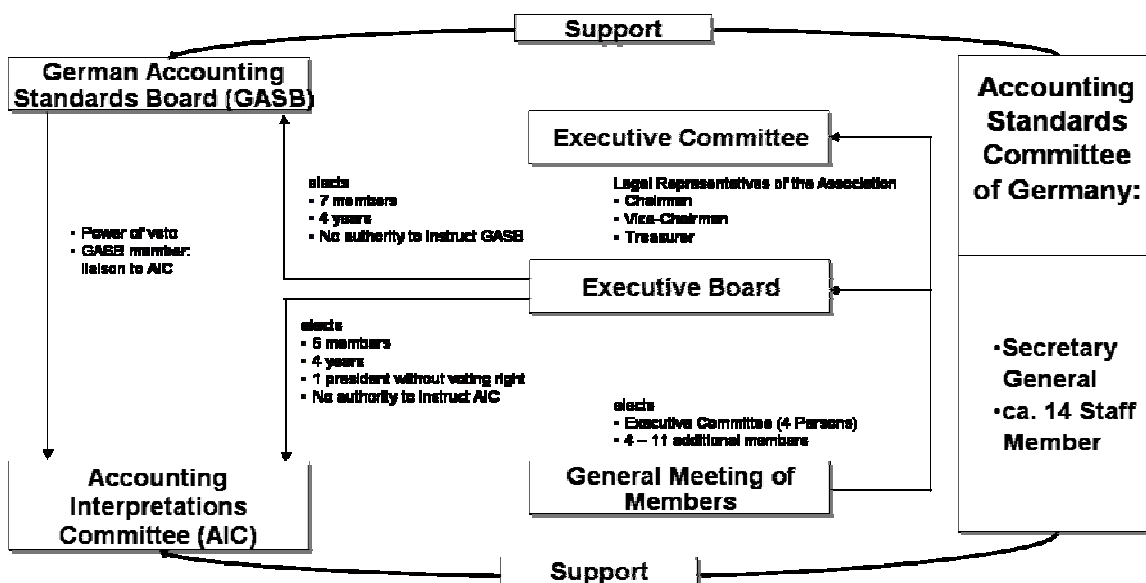 Support
German Accounting
Standards Board (GASB)
Accounting
Standards
Committee
of Germany:
Executive Committee
elects
• 7 members
• 4 years
• No authority to instruct GASB
Legal Representatives of the Association
• Chairman
• Vice-Chairman
• Treasurer
• Power of veto
• GASB member:
liaison to AIC
Executive Board
elects
• 6 members
• 4 years
• 1 president without voting right
• No authority to instruct AIC
•Secretary
General
•ca. 14 Staff
Member
elects
• Executive Committee (4 Persons)
• 4 – 11 additional members
General Meeting of
Members
Accounting
Interpretations
Committee (AIC)
Support